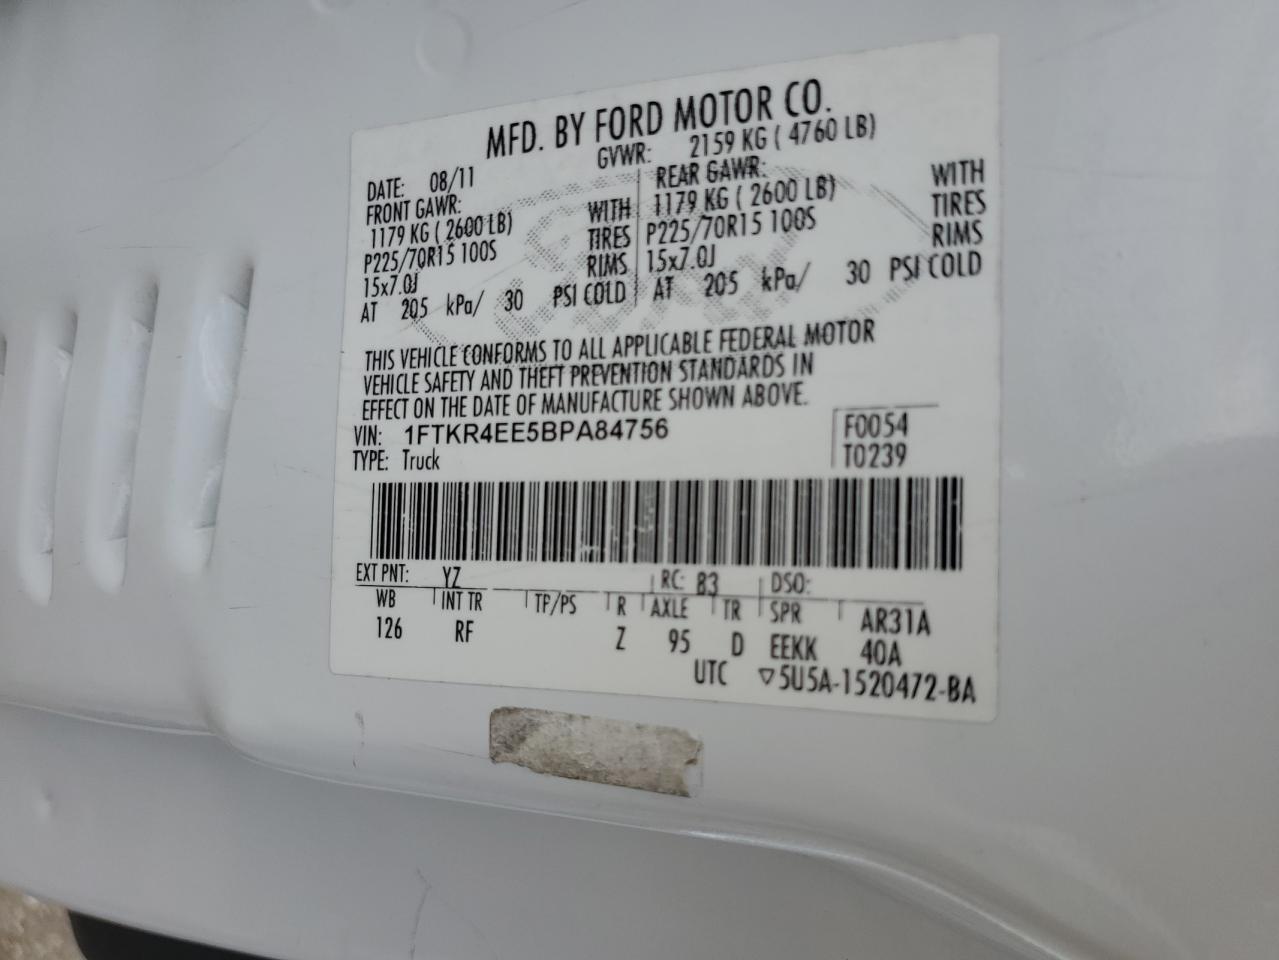 MFD. BY FORD MOTOR CO.
DATE: 08/11 GVWR: 2159 KG ( 4760 LB)
FRONT GAWR: REAR GAWR:
1179 KG ( 2600 LB) WITH 1179 KG ( 2600 LB) WITH
P225/70R15 100S TIRES P225/70R15 100S TIRES
15x7.0J RIMS 15x7.0J RIMS
AT 205 kPa/ 30 PSI COLD AT 205 kPa/ 30 PSI COLD
THIS VEHICLE CONFORMS TO ALL APPLICABLE FEDERAL MOTOR
VEHICLE SAFETY AND THEFT PREVENTION STANDARDS IN
EFFECT ON THE DATE OF MANUFACTURE SHOWN ABOVE.
VIN: 1FTKR4EE5BPA84756 F0054
TYPE: Truck T0239
EXT PNT: YZ RC: 83 DSO:
WB INT TR TP/PS R AXLE TR SPR AR31A
126 RF Z 95 D EEKK 40A
UTC ▽5U5A-1520472-BA